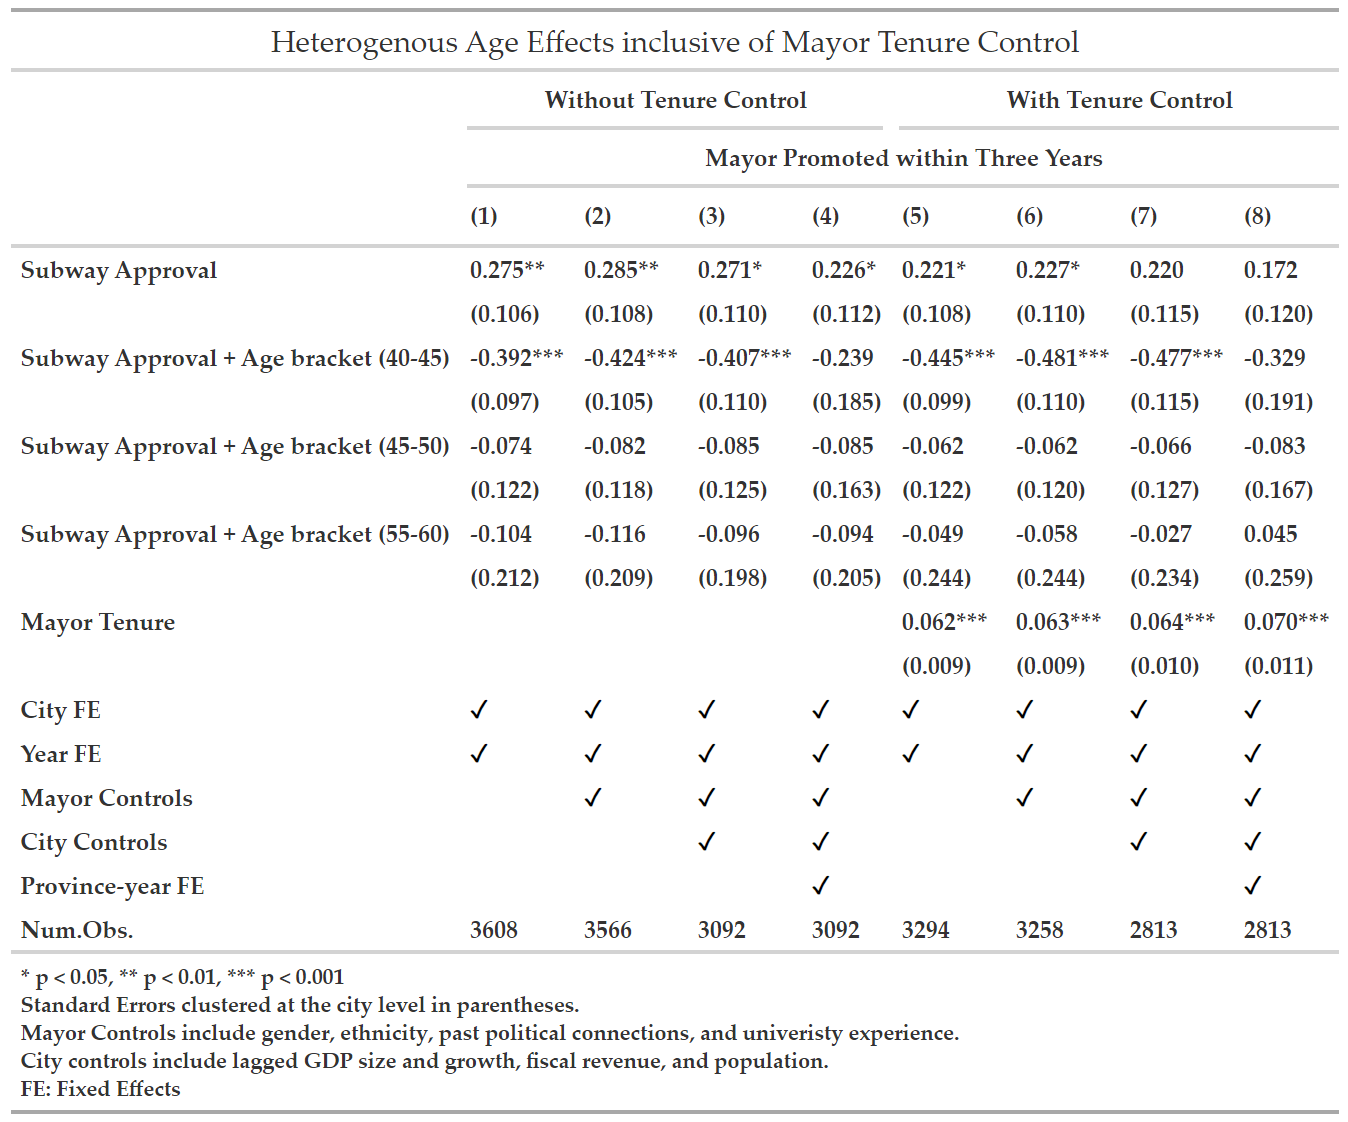 Heterogenous Age Effects inclusive of Mayor Tenure Control
Without Tenure Control With Tenure Control
Mayor Promoted within Three Years
(1) (2) (3) (4) (5) (6) (7) (8)
Subway Approval 0.275** 0.285** 0.271* 0.226* 0.221* 0.227* 0.220 0.172
(0.106) (0.108) (0.110) (0.112) (0.108) (0.110) (0.115) (0.120)
Subway Approval + Age bracket (40-45) -0.392*** -0.424*** -0.407*** -0.239 -0.445*** -0.481*** -0.477*** -0.329
(0.097) (0.105) (0.110) (0.185) (0.099) (0.110) (0.115) (0.191)
Subway Approval + Age bracket (45-50) -0.074 -0.082 -0.085 -0.085 -0.062 -0.062 -0.066 -0.083
(0.122) (0.118) (0.125) (0.163) (0.122) (0.120) (0.127) (0.167)
Subway Approval + Age bracket (55-60) -0.104 -0.116 -0.096 -0.094 -0.049 -0.058 -0.027 0.045
(0.212) (0.209) (0.198) (0.205) (0.244) (0.244) (0.234) (0.259)
Mayor Tenure 0.062*** 0.063*** 0.064*** 0.070***
(0.009) (0.009) (0.010) (0.011)
City FE ✓ ✓ ✓ ✓ ✓ ✓ ✓ ✓
Year FE ✓ ✓ ✓ ✓ ✓ ✓ ✓ ✓
Mayor Controls ✓ ✓ ✓ ✓ ✓ ✓
City Controls ✓ ✓ ✓ ✓
Province-year FE ✓ ✓
Num.Obs. 3608 3566 3092 3092 3294 3258 2813 2813
* p < 0.05, ** p < 0.01, *** p < 0.001
Standard Errors clustered at the city level in parentheses.
Mayor Controls include gender, ethnicity, past political connections, and univeristy experience.
City controls include lagged GDP size and growth, fiscal revenue, and population.
FE: Fixed Effects